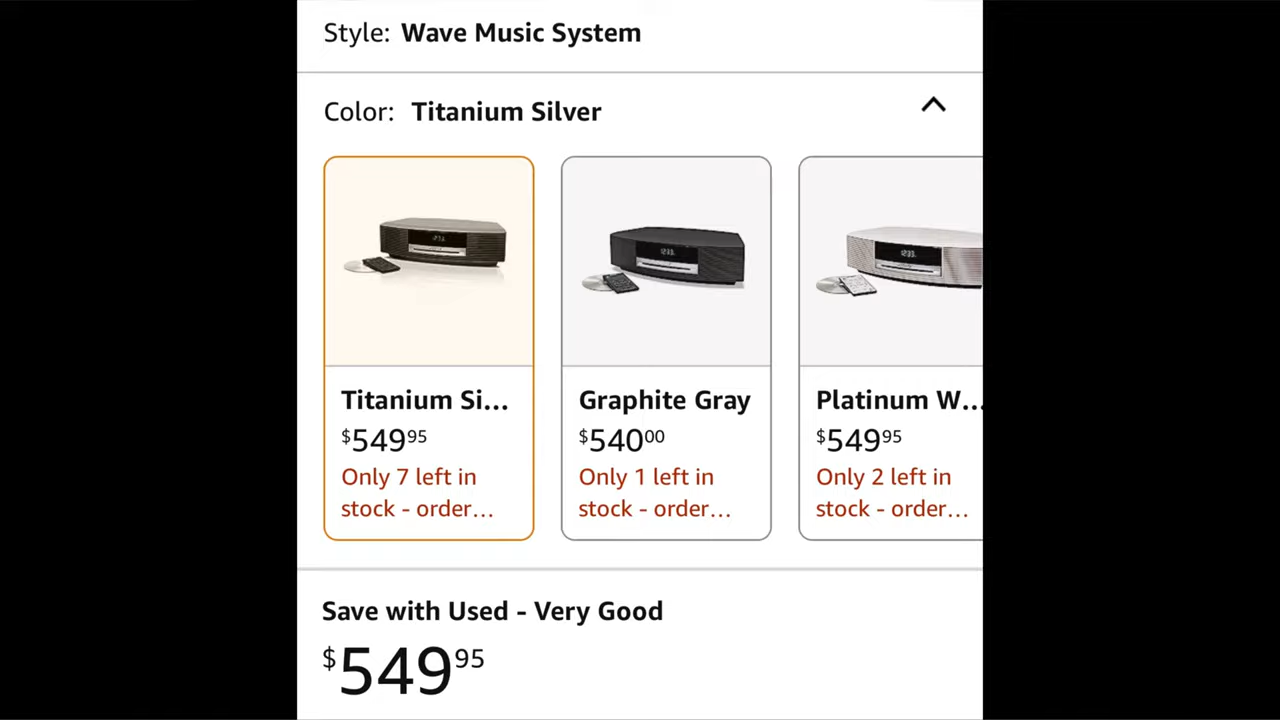 Style: Wave Music System
Color: Titanium Silver
Titanium Si...
$54995
Only 7 left in
stock - order...
Graphite Gray
$54000
Only 1 left in
stock - order...
Platinum W...
$54995
Only 2 left in
stock - order...
Save with Used - Very Good
$54995